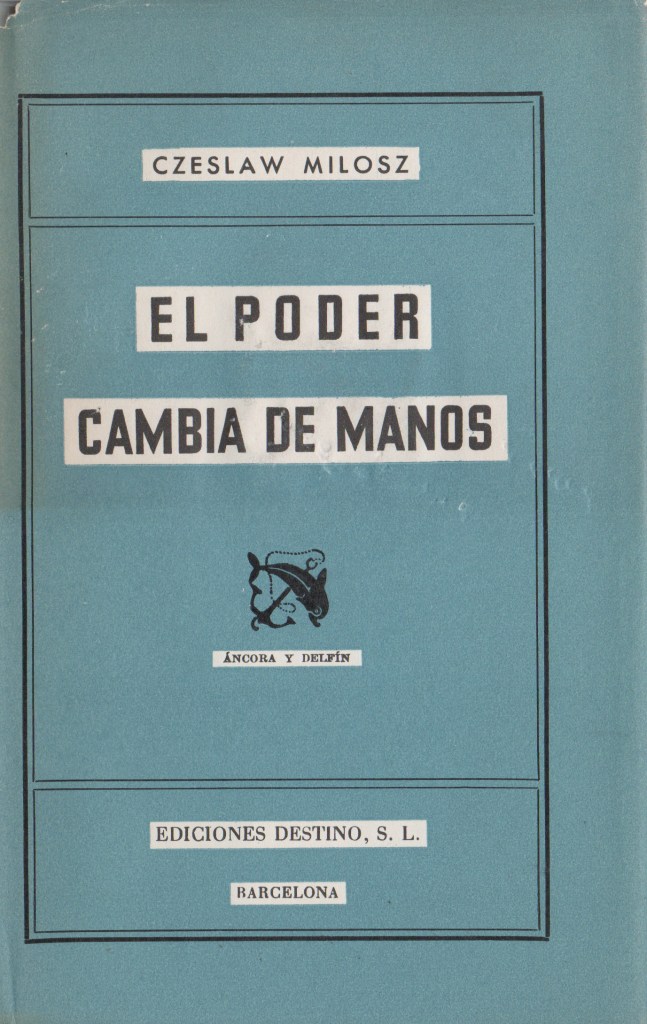 CZESLAW MILOSZ
EL PODER
CAMBIA DE MANOS
ÁNCORA Y DELFÍN
EDICIONES DESTINO, S. L.
BARCELONA